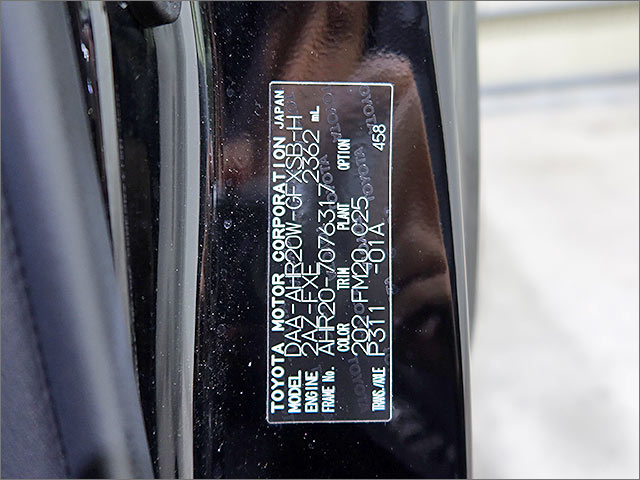 TOYOTA MOTOR CORPORATION JAPAN
MODEL DAA-AHR20W-GFXSB-H
ENGINE 2AZ-FXE 2362 mL
FRAME No. AHR20-7076317
COLOR TRIM PLANT OPTION
202 FM20 C25 458
TRANS./AXLE P311 -01A